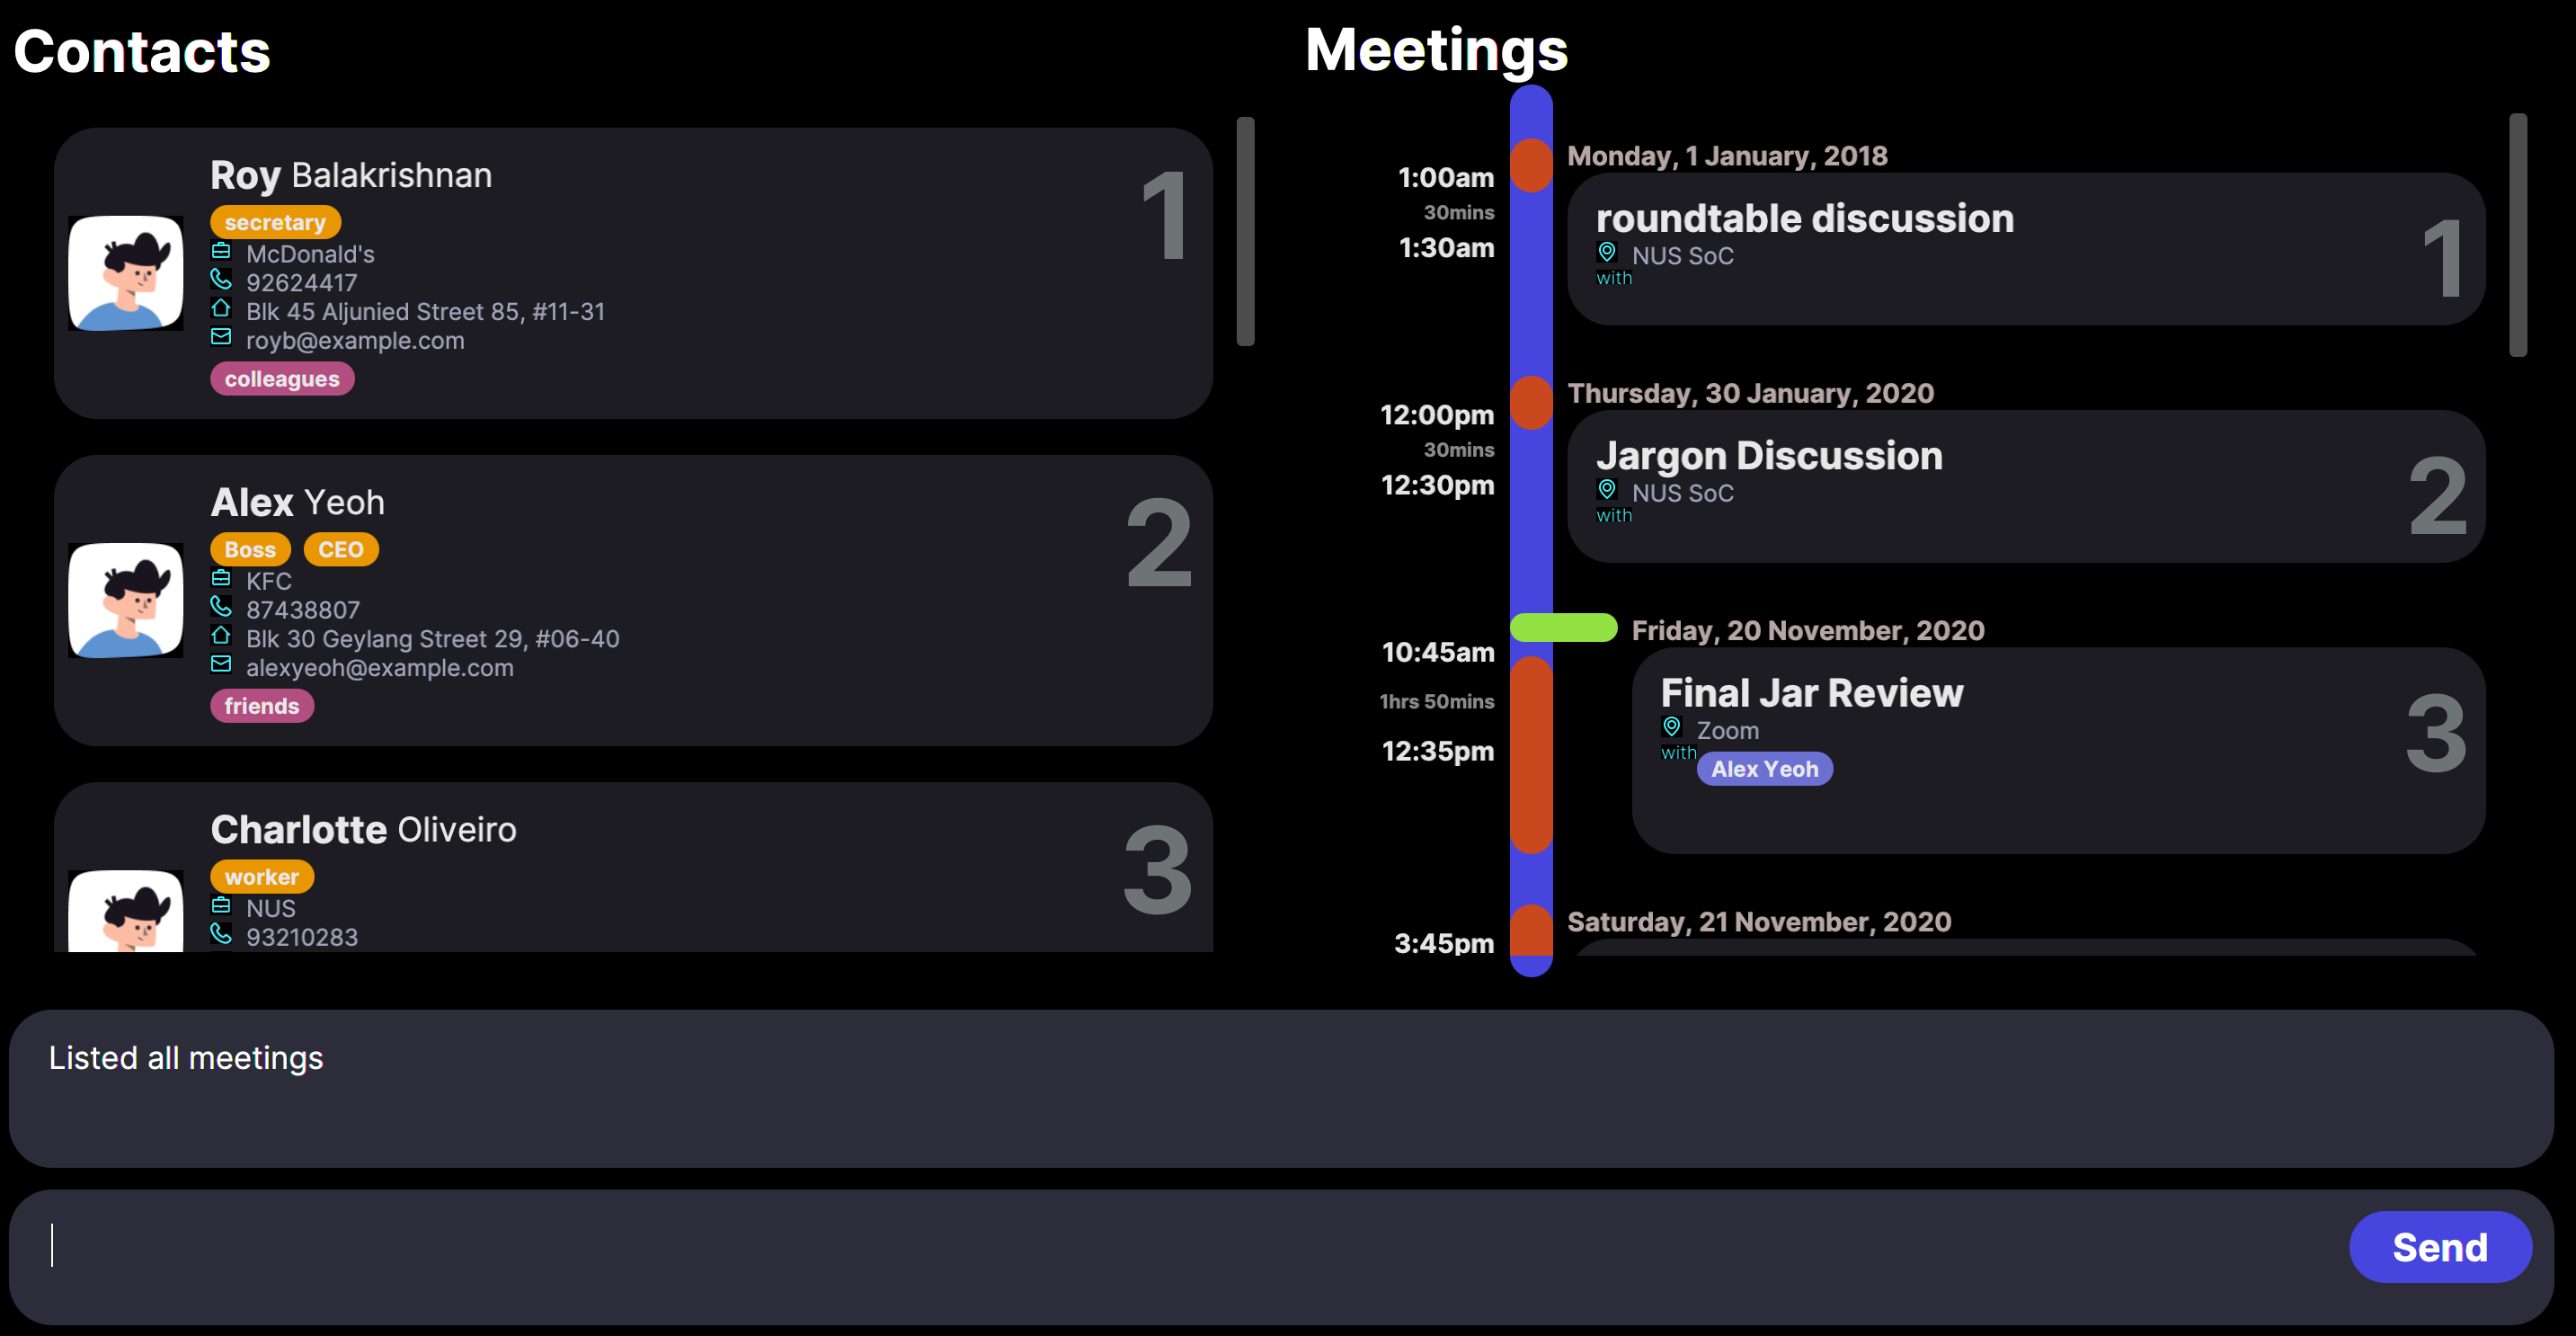 Contacts
Roy Balakrishnan
1
secretary
McDonald's
92624417
Blk 45 Aljunied Street 85, #11-31
royb@example.com
colleagues
Alex Yeoh
2
Boss CEO
KFC
87438807
Blk 30 Geylang Street 29, #06-40
alexyeoh@example.com
friends
Charlotte Oliveiro
3
worker
NUS
93210283
Meetings
Monday, 1 January, 2018
1:00am
30mins
1:30am
roundtable discussion
1
NUS SoC
with
Thursday, 30 January, 2020
12:00pm
30mins
12:30pm
Jargon Discussion
2
NUS SoC
with
Friday, 20 November, 2020
10:45am
1hrs 50mins
12:35pm
Final Jar Review
3
Zoom
with
Alex Yeoh
Saturday, 21 November, 2020
3:45pm
Listed all meetings
Send